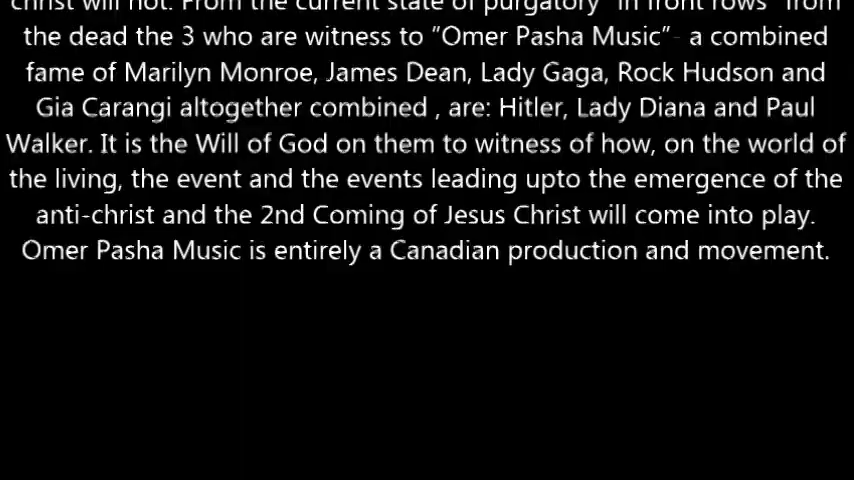 christ will not. From the current state of purgatory "in front rows" from
the dead the 3 who are witness to "Omer Pasha Music"- a combined
fame of Marilyn Monroe, James Dean, Lady Gaga, Rock Hudson and
Gia Carangi altogether combined , are: Hitler, Lady Diana and Paul
Walker. It is the Will of God on them to witness of how, on the world of
the living, the event and the events leading upto the emergence of the
anti-christ and the 2nd Coming of Jesus Christ will come into play.
Omer Pasha Music is entirely a Canadian production and movement.